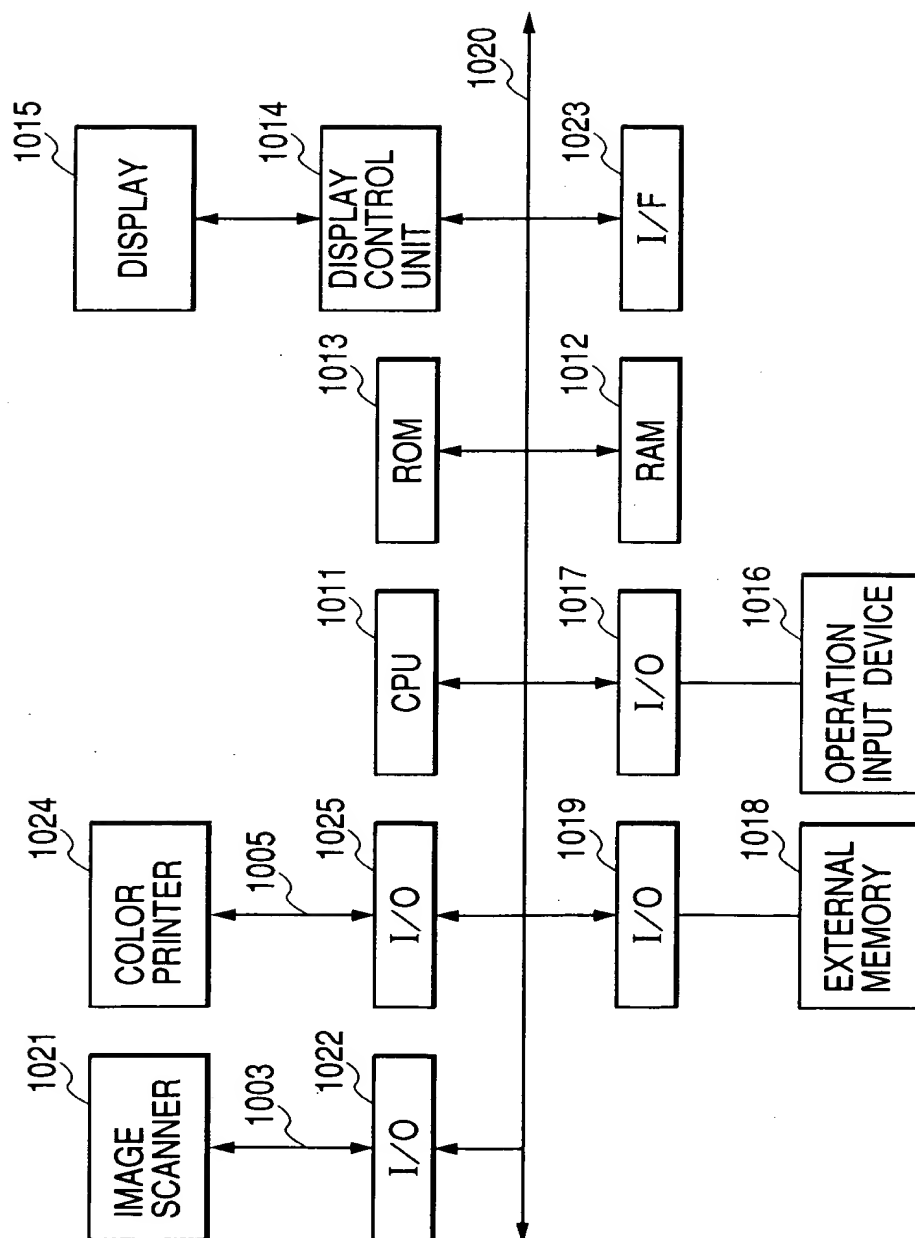 1015
DISPLAY
1014
DISPLAY
CONTROL
UNIT
1020
1023
I/F
1013
ROM
1012
RAM
1011
CPU
1017
I/O
1016
OPERATION
INPUT DEVICE
1024
COLOR
PRINTER
1005
1025
I/O
1019
I/O
1018
EXTERNAL
MEMORY
1021
IMAGE
SCANNER
1003
1022
I/O